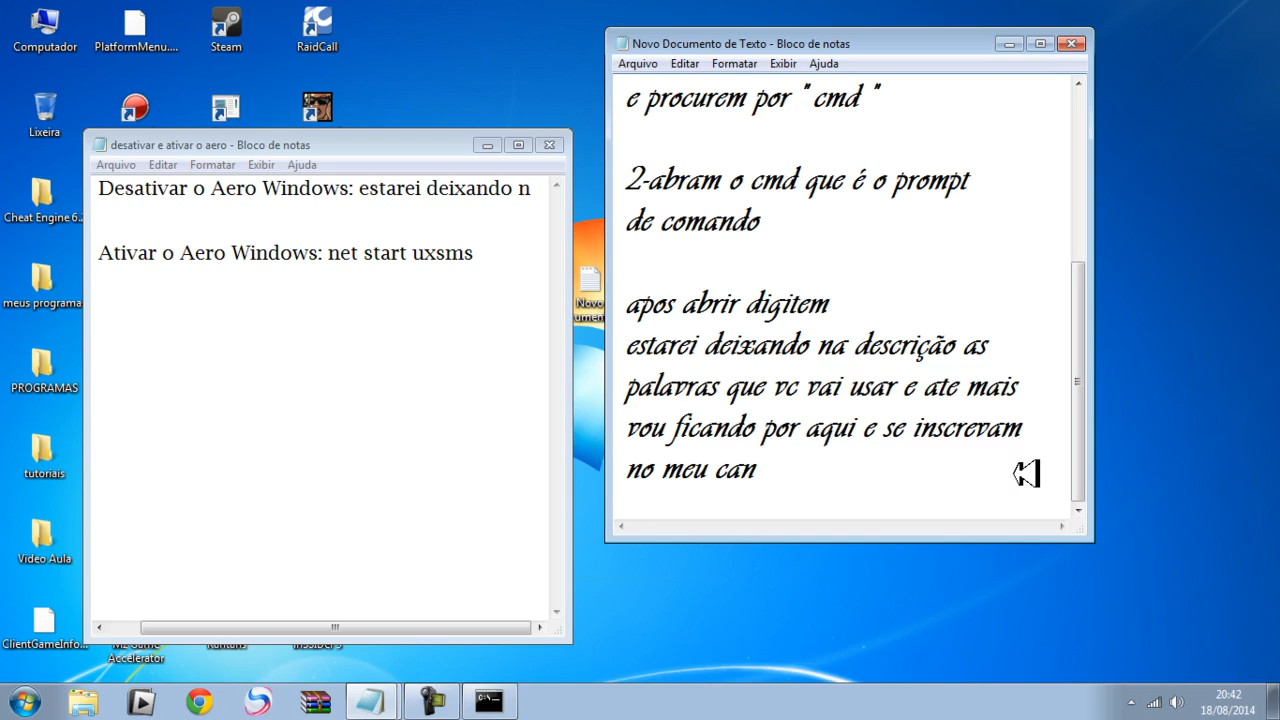 Computador
PlatformMenu....
Steam
RaidCall
Lixeira
Cheat Engine 6...
meus programa
PROGRAMAS
tutoriais
Video Aula
ClientGameInfo...
Accelerator
desativar e ativar o aero - Bloco de notas
Arquivo Editar Formatar Exibir Ajuda
Desativar o Aero Windows: estarei deixando n
Ativar o Aero Windows: net start uxsms
Novo
Novo Documento de Texto - Bloco de notas
Arquivo Editar Formatar Exibir Ajuda
e procurem por " cmd "
2-abram o cmd que é o prompt
de comando
apos abrir digitem
estarei deixando na descrição as
palavras que vc vai usar e ate mais
vou ficando por aqui e se inscrevam
no meu can
20:42
18/08/2014